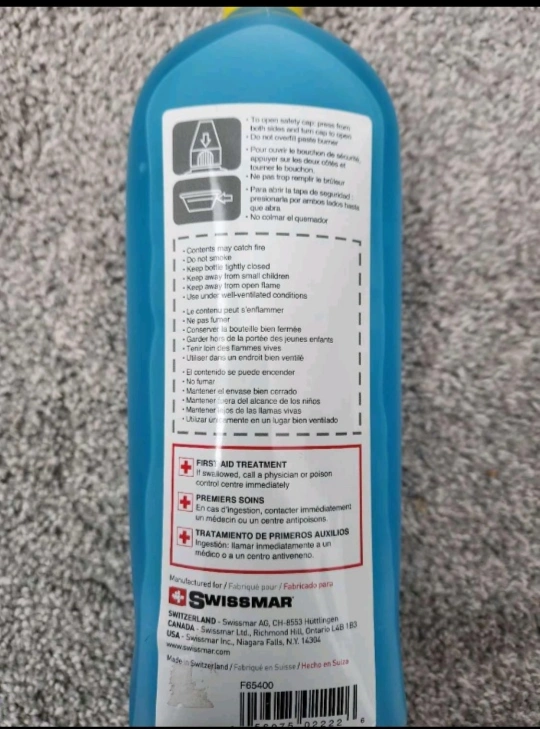 • To open safety cap: press from
both sides and turn cap to open
• Do not overfill paste burner
• Pour ouvrir le bouchon de sécurité,
appuyer sur les deux côtés et
tourner le bouchon.
• Ne pas trop remplir le brûleur
• Para abrir la tapa de seguridad :
presionarla por ambos lados hasta
que abra.
• No colmar el quemador
• Contents may catch fire
• Do not smoke
• Keep bottle tightly closed
• Keep away from small children
• Keep away from open flame
• Use under well-ventilated conditions
• Le contenu peut s'enflammer
• Ne pas fumer
• Conserver la bouteille bien fermée
• Garder hors de la portée des jeunes enfants
• Tenir loin des flammes vives
• Utiliser dans un endroit bien ventilé
• El contenido se puede encender
• No fumar
• Mantener el envase bien cerrado
• Mantener fuera del alcance de los niños
• Mantener lejos de las llamas vivas
• Utilizar únicamente en un lugar bien ventilado
FIRST AID TREATMENT
If swallowed, call a physician or poison
control centre immediately
PREMIERS SOINS
En cas d'ingestion, contacter immédiatement
un médecin ou un centre antipoisons.
TRATAMIENTO DE PRIMEROS AUXILIOS
Ingestión: llamar inmediatamente a un
médico o a un centro antiveneno.
Manufactured for / Fabriqué pour / Fabricado para
SWISSMAR
SWITZERLAND - Swissmar AG, CH-8553 Hüttlingen
CANADA - Swissmar Ltd., Richmond Hill, Ontario L4B 1B3
USA - Swissmar Inc., Niagara Falls, N.Y. 14304
www.swissmar.com
Made in Switzerland / Fabriqué en Suisse / Hecho en Suiza
F65400
02222 6